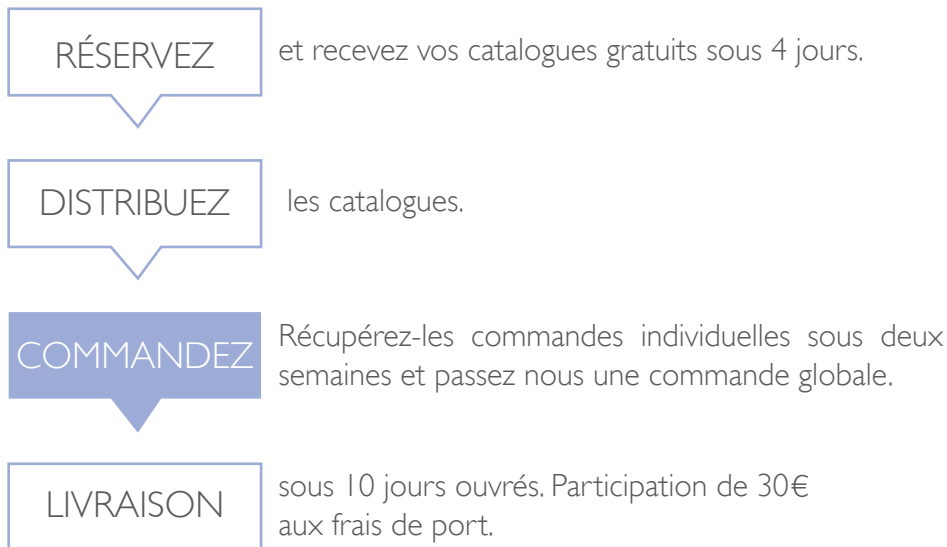 RÉSERVEZ
et recevez vos catalogues gratuits sous 4 jours.
DISTRIBUEZ
les catalogues.
COMMANDEZ
Récupérez-les commandes individuelles sous deux
semaines et passez nous une commande globale.
LIVRAISON
sous 10 jours ouvrés. Participation de 30€
aux frais de port.